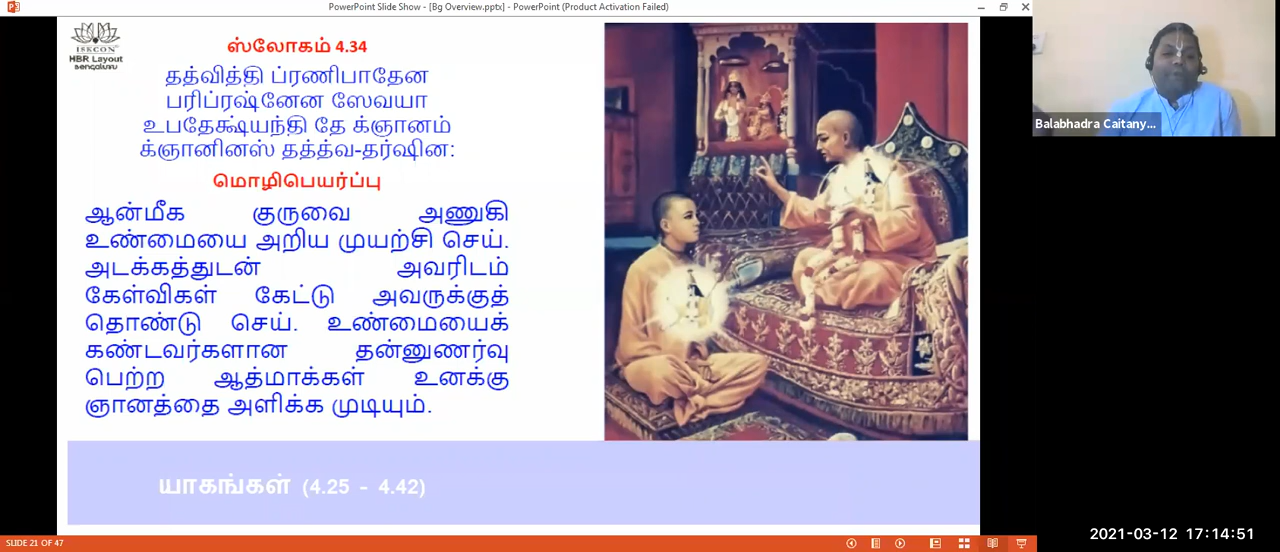 PowerPoint Slide Show - [Bg Overview.pptx] - PowerPoint (Product Activation Failed)
ISKCON
HBR Layout
பெங்களூரு
ஸ்லோகம் 4.34
தத்வித்தி ப்ரணிபாதேன
பரிப்ரஷ்னேன ஸேவயா
உபதேக்ஷ்யந்தி தே க்ஞானம்
க்ஞானினஸ் தத்த்வ-தர்ஷின:
மொழிபெயர்ப்பு
ஆன்மீக குருவை அணுகி
உண்மையை அறிய முயற்சி செய்.
அடக்கத்துடன் அவரிடம்
கேள்விகள் கேட்டு அவருக்குத்
தொண்டு செய். உண்மையைக்
கண்டவர்களான தன்னுணர்வு
பெற்ற ஆத்மாக்கள் உனக்கு
ஞானத்தை அளிக்க முடியும்.
யாகங்கள் (4.25 - 4.42)
SLIDE 21 OF 47
Balabhadra Caitany...
2021-03-12 17:14:51